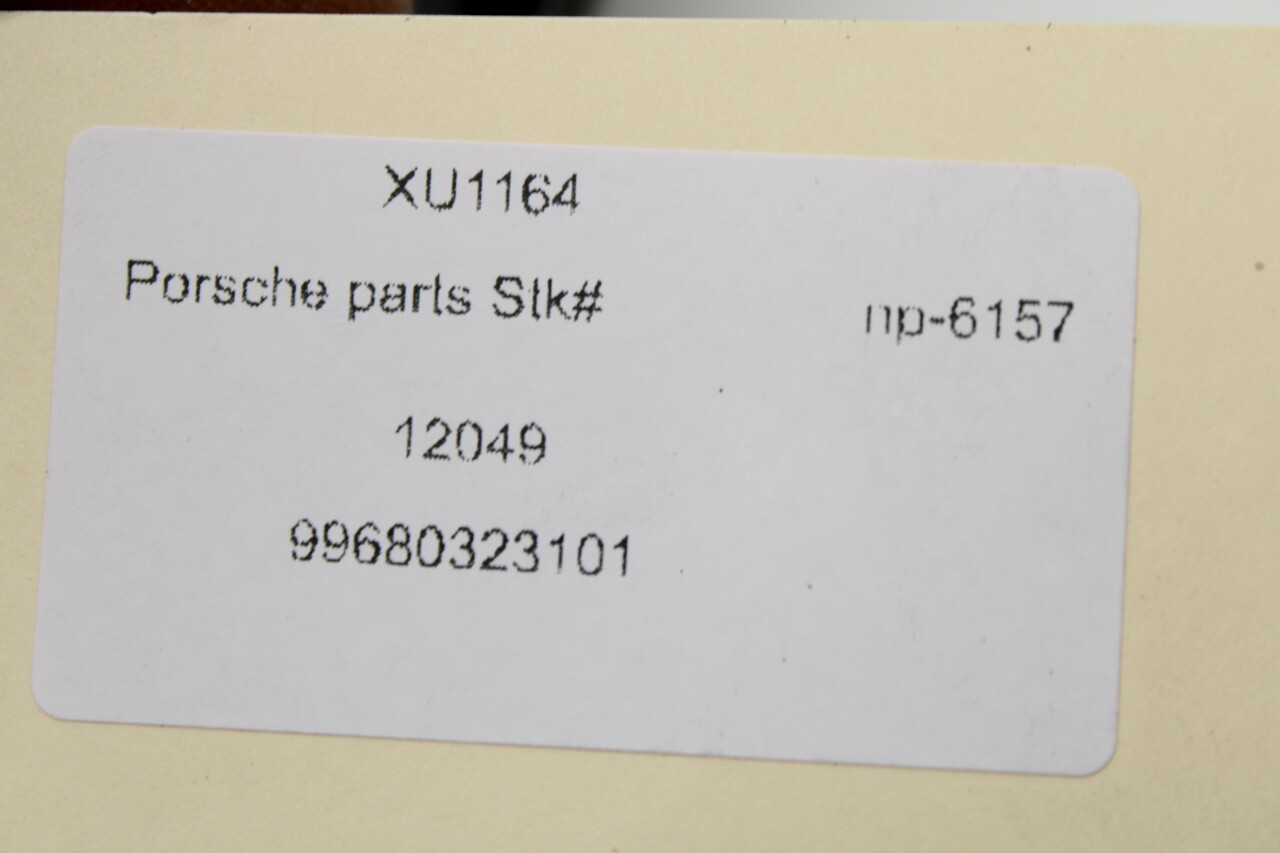 XU1164
Porsche parts Stk# np-6157
12049
99680323101